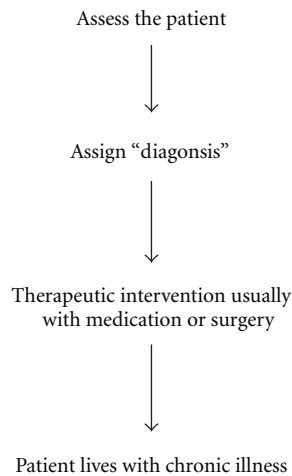 Assess the patient
Assign “diagonsis”
Therapeutic intervention usually
with medication or surgery
Patient lives with chronic illness